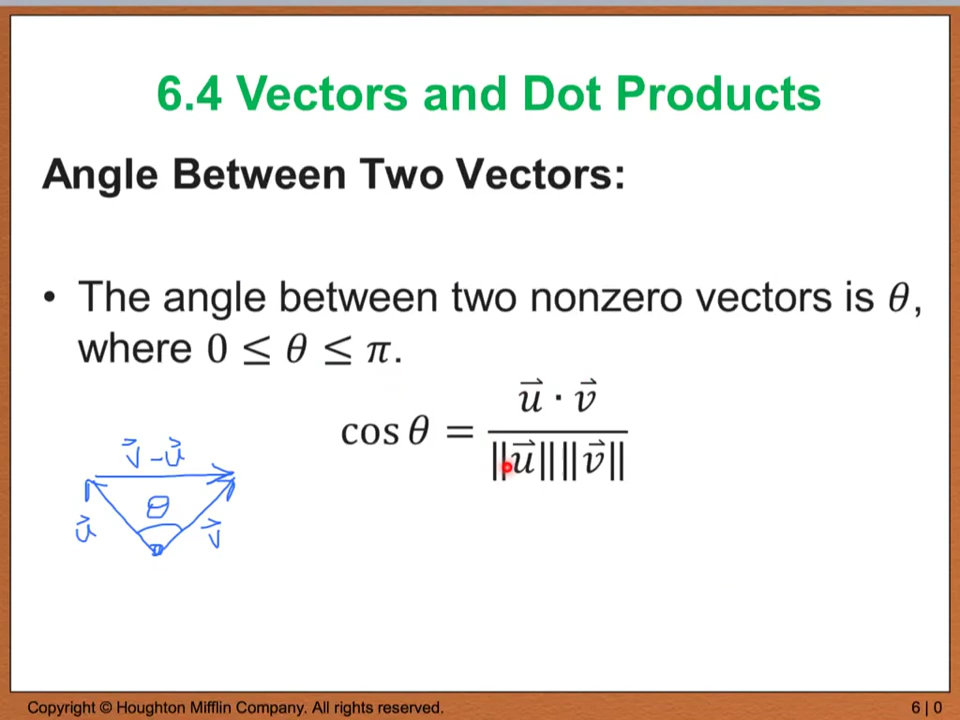 6.4 Vectors and Dot Products
Angle Between Two Vectors:
• The angle between two nonzero vectors is θ,
where 0 ≤ θ ≤ π.
cos θ = (u⃗ · v⃗) / (‖u⃗‖‖v⃗‖)
v⃗ - u⃗
θ
u⃗ v⃗
Copyright © Houghton Mifflin Company. All rights reserved. 6 | 0